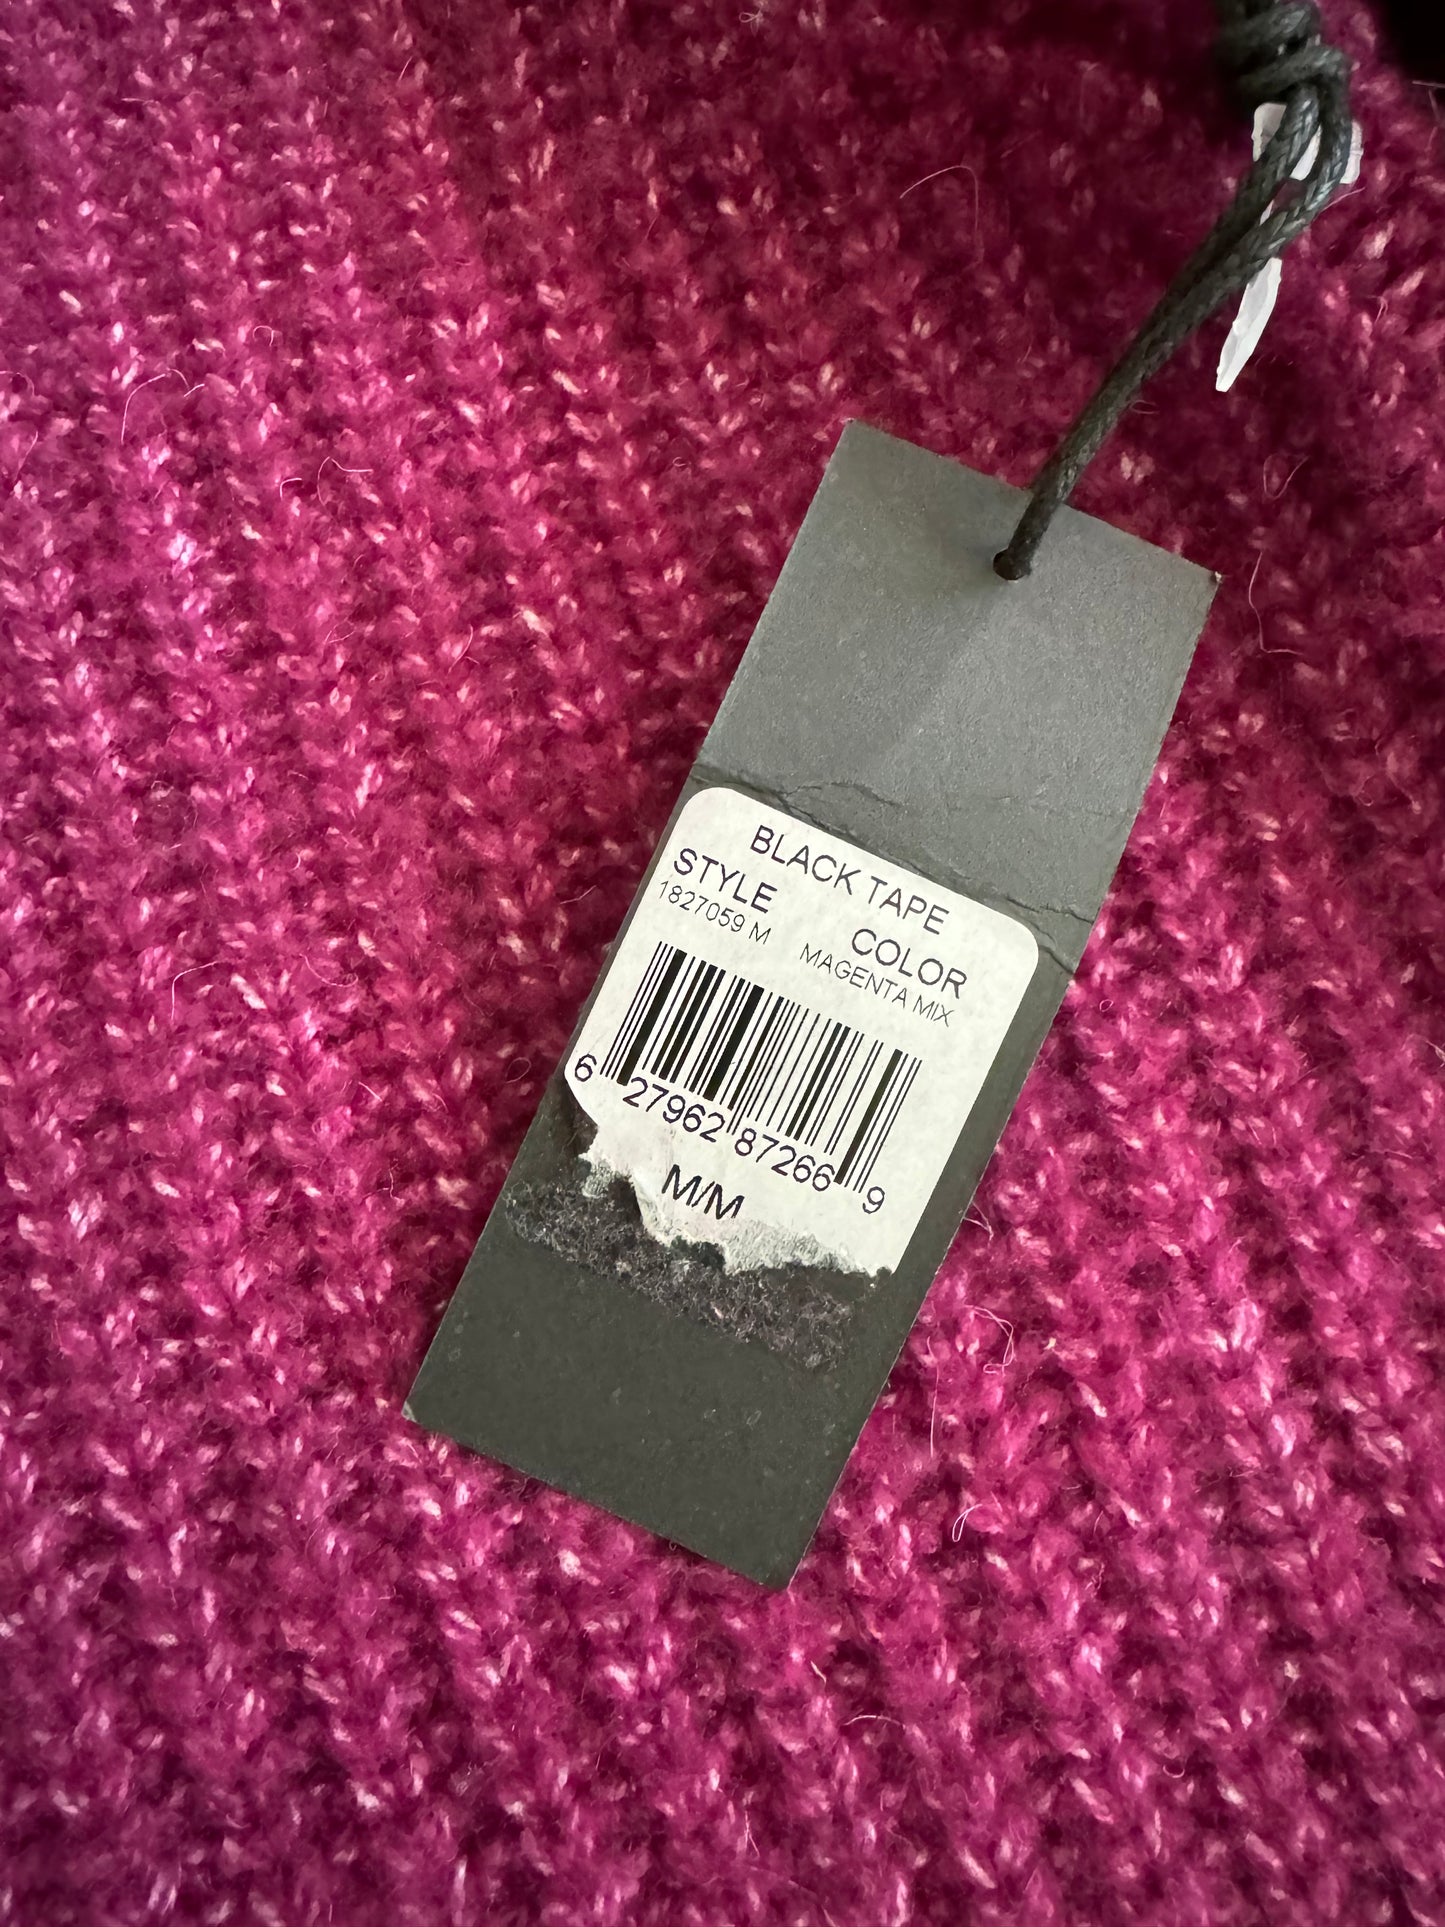 BLACK TAPE
STYLE COLOR
1827059 M MAGENTA MIX
6 27962 87266 9
M/M